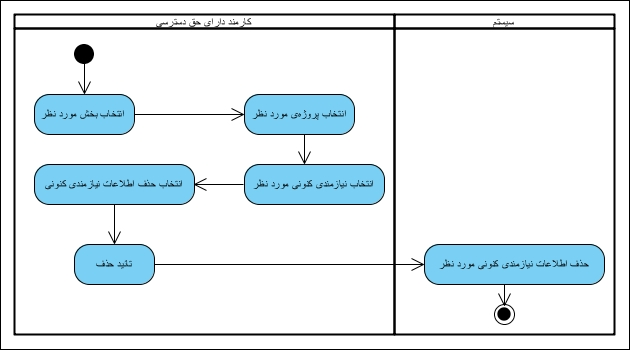 کارمند دارای حق دسترسی
سیستم
انتخاب بخش مورد نظر
انتخاب پروژه‌ی مورد نظر
انتخاب نیازمندی کنونی مورد نظر
انتخاب حذف اطلاعات نیازمندی کنونی
تائید حذف
حذف اطلاعات نیازمندی کنونی مورد نظر